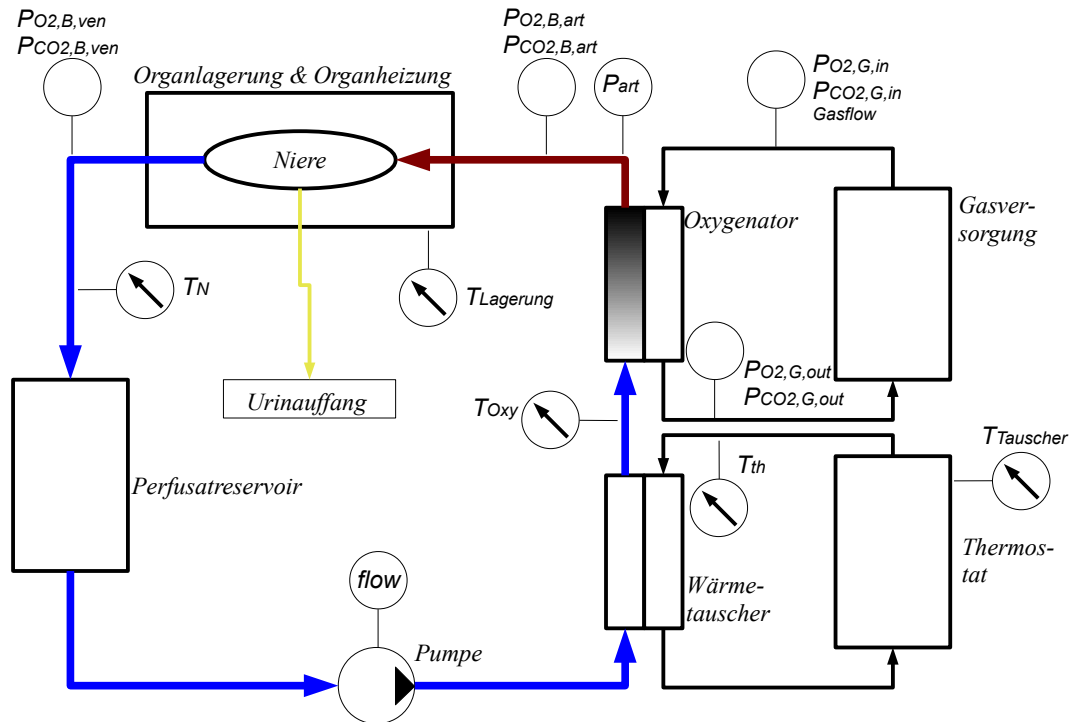 PO2,B,ven
PCO2,B,ven
Organlagerung & Organheizung
PO2,B,art
PCO2,B,art
Part
PO2,G,in
PCO2,G,in
Gasflow
Niere
Oxygenator
Gasver-
sorgung
TN
TLagerung
PO2,G,out
PCO2,G,out
Urinauffang
TOxy
Tth
TTauscher
Perfusatreservoir
flow
Pumpe
Wärme-
tauscher
Thermos-
tat